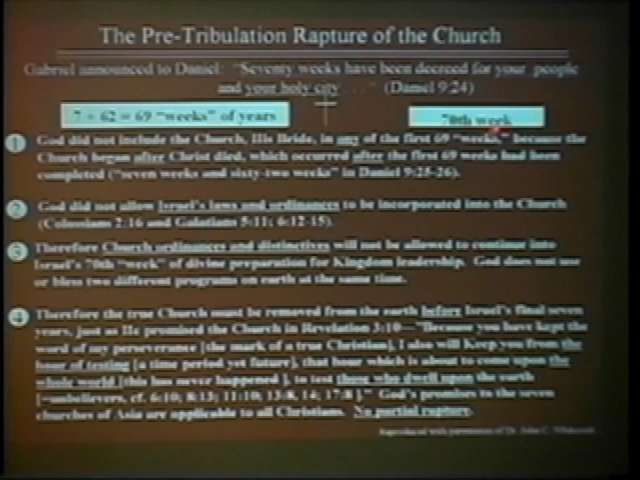 The Pre-Tribulation Rapture of the Church
Gabriel announced to Daniel: "Seventy weeks have been decreed for your people
and your holy city . . ." (Daniel 9:24)
7 + 62 = 69 "weeks" of years
70th week
1 God did not include the Church, His Bride, in any of the first 69 "weeks," because the
Church began after Christ died, which occurred after the first 69 weeks had been
completed ("seven weeks and sixty-two weeks" in Daniel 9:25-26).
2 God did not allow Israel's laws and ordinances to be incorporated into the Church
(Colossians 2:16 and Galatians 5:11; 6:12-15).
3 Therefore Church ordinances and distinctives will not be allowed to continue into
Israel's 70th "week" of divine preparation for Kingdom leadership. God does not use
or bless two different programs on earth at the same time.
4 Therefore the true Church must be removed from the earth before Israel's final seven
years, just as He promised the Church in Revelation 3:10—"Because you have kept the
word of my perseverance [the mark of a true Christian], I also will Keep you from the
hour of testing [a time period yet future], that hour which is about to come upon the
whole world [this has never happened], to test those who dwell upon the earth
[=unbelievers, cf. 6:10; 8:13; 11:10; 13:8, 14; 17:8]." God's promises to the seven
churches of Asia are applicable to all Christians. No partial rapture.
Reproduced with permission of Dr. John C. Whitcomb